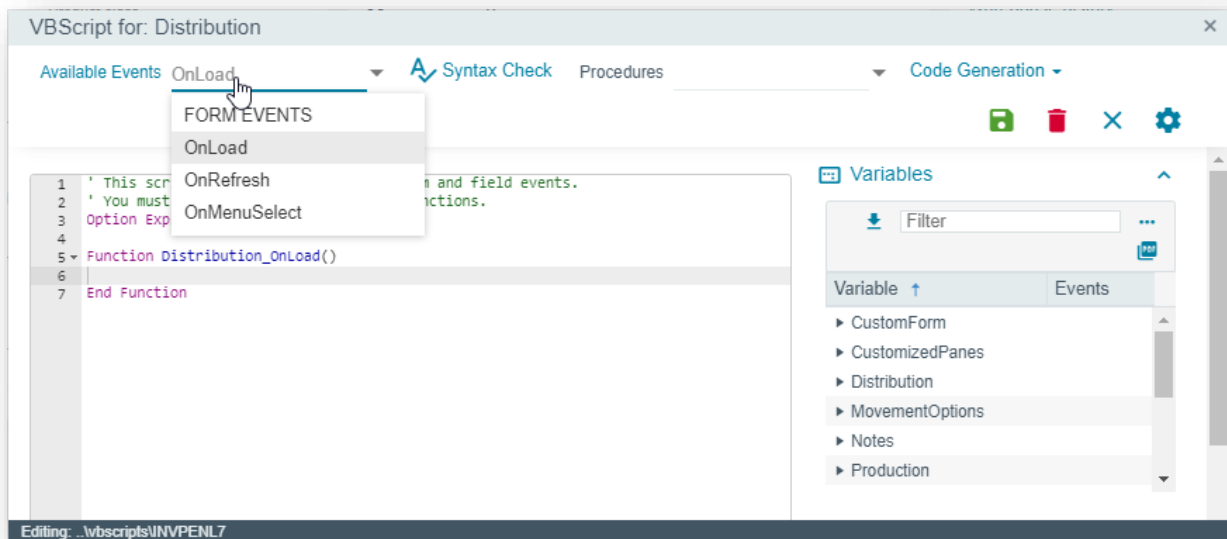 VBScript for: Distribution
Available Events OnLoad Syntax Check Procedures Code Generation
FORM EVENTS
OnLoad
OnRefresh
OnMenuSelect
1 ' This scr m and field events.
2 ' You must nctions.
3 Option Exp
4
5 Function Distribution_OnLoad()
6
7 End Function
Variables
Filter
PDF
Variable Events
CustomForm
CustomizedPanes
Distribution
MovementOptions
Notes
Production
Editing: ..\vbscripts\INVPENL7